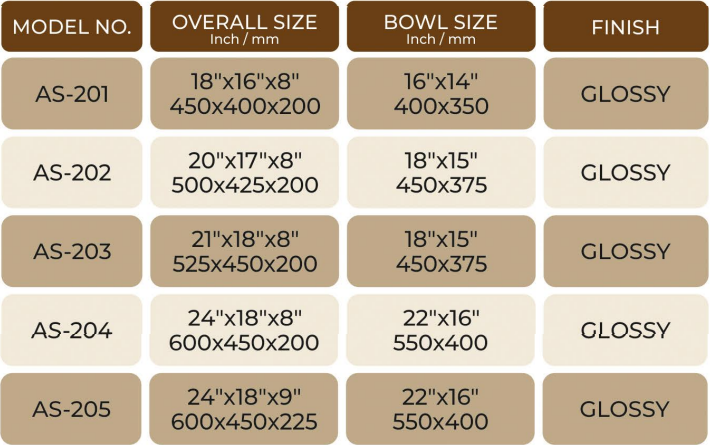 MODEL NO.
OVERALL SIZE
Inch / mm
BOWL SIZE
Inch / mm
FINISH
AS-201
18"x16"x8"
450x400x200
16"x14"
400x350
GLOSSY
AS-202
20"x17"x8"
500x425x200
18"x15"
450x375
GLOSSY
AS-203
21"x18"x8"
525x450x200
18"x15"
450x375
GLOSSY
AS-204
24"x18"x8"
600x450x200
22"x16"
550x400
GLOSSY
AS-205
24"x18"x9"
600x450x225
22"x16"
550x400
GLOSSY